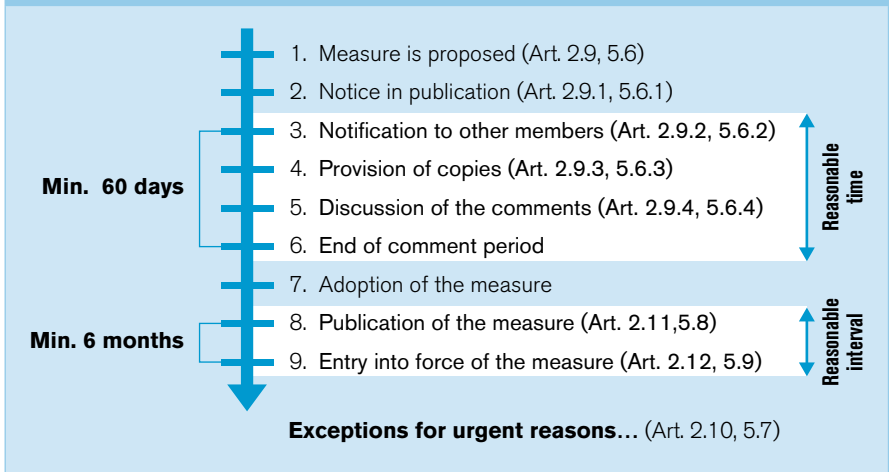 1. Measure is proposed (Art. 2.9, 5.6)
2. Notice in publication (Art. 2.9.1, 5.6.1)
3. Notification to other members (Art. 2.9.2, 5.6.2)
4. Provision of copies (Art. 2.9.3, 5.6.3)
5. Discussion of the comments (Art. 2.9.4, 5.6.4)
6. End of comment period
Min. 60 days
Reasonable
time
7. Adoption of the measure
8. Publication of the measure (Art. 2.11,5.8)
9. Entry into force of the measure (Art. 2.12, 5.9)
Min. 6 months
Reasonable
interval
Exceptions for urgent reasons… (Art. 2.10, 5.7)